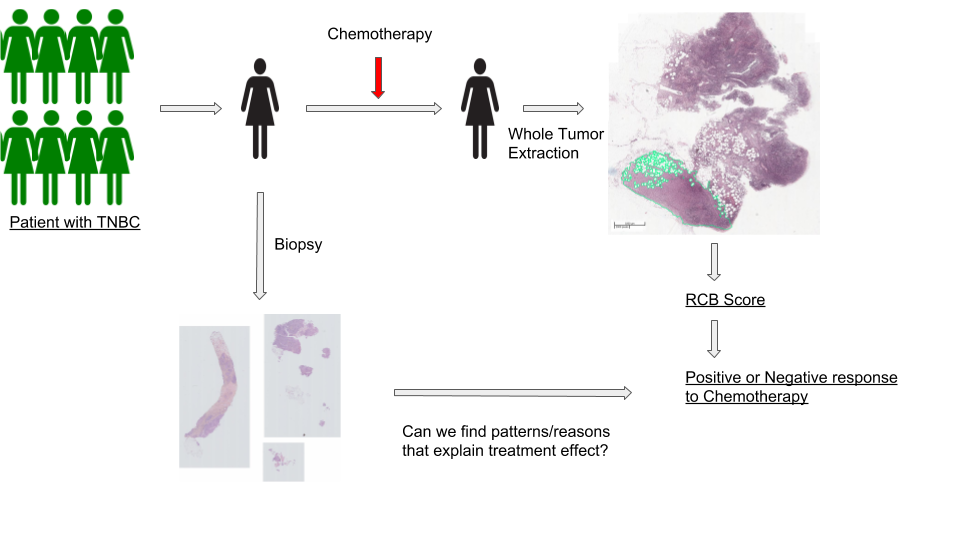 Chemotherapy
Whole Tumor
Extraction
Patient with TNBC
Biopsy
RCB Score
Positive or Negative response
to Chemotherapy
Can we find patterns/reasons
that explain treatment effect?